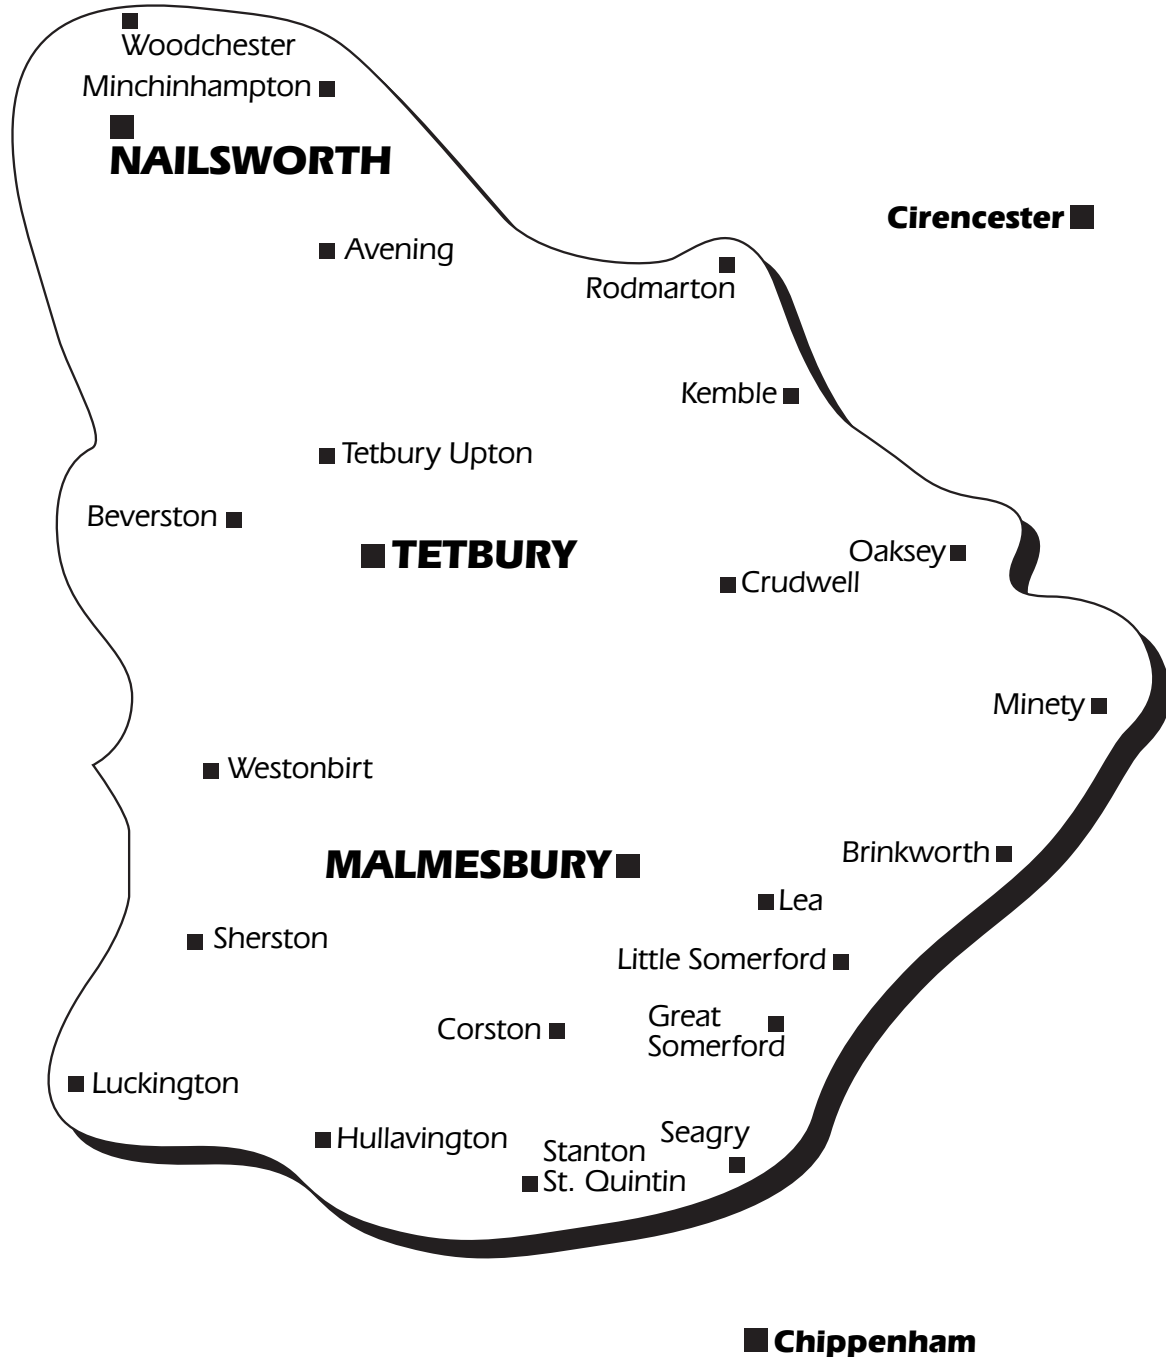 Woodchester
Minchinhampton
NAILSWORTH
Cirencester
Avening
Rodmarton
Kemble
Tetbury Upton
Beverston
TETBURY
Oaksey
Crudwell
Minety
Westonbirt
MALMESBURY
Brinkworth
Lea
Sherston
Little Somerford
Great
Somerford
Corston
Luckington
Hullavington
Seagry
Stanton
St. Quintin
Chippenham